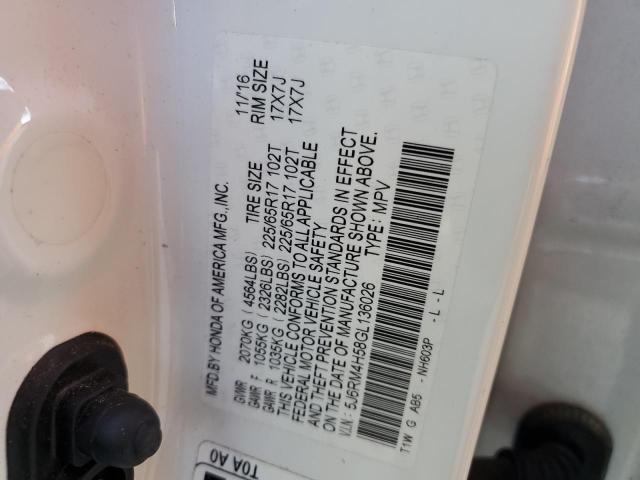 MFD.BY HONDA OF AMERICA MFG.,INC. 11/'16
TIRE SIZE RIM SIZE
GVWR 2070KG ( 4564LBS)
GAWR F 1055KG ( 2326LBS) 225/65R17 102T 17X7J
GAWR R 1035KG ( 2282LBS) 225/65R17 102T 17X7J
THIS VEHICLE CONFORMS TO ALL APPLICABLE
FEDERAL MOTOR VEHICLE SAFETY
AND THEFT PREVENTION STANDARDS IN EFFECT
ON THE DATE OF MANUFACTURE SHOWN ABOVE.
V.I.N: 5J6RM4H58GL136026 TYPE: MPV
T1W G AB5 - NH603P - L - L
T0A A0